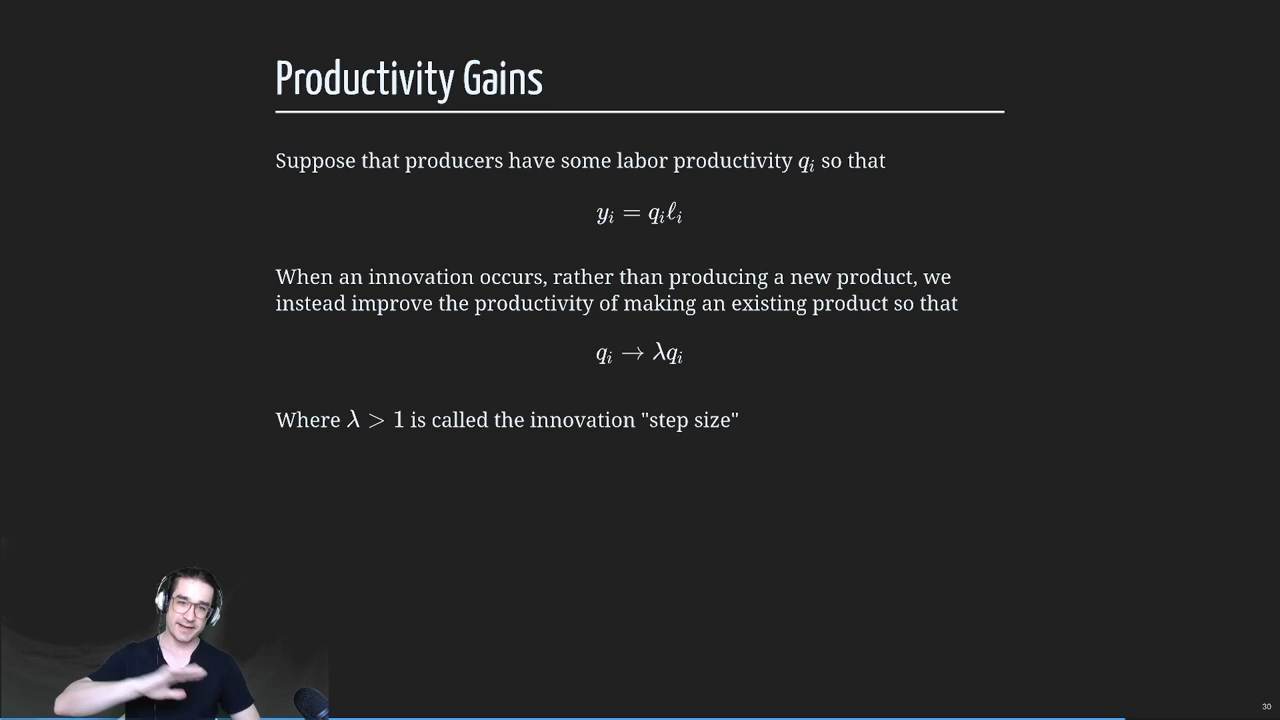 Productivity Gains
Suppose that producers have some labor productivity qᵢ so that
yᵢ = qᵢℓᵢ
When an innovation occurs, rather than producing a new product, we
instead improve the productivity of making an existing product so that
qᵢ → λqᵢ
Where λ > 1 is called the innovation "step size"
30